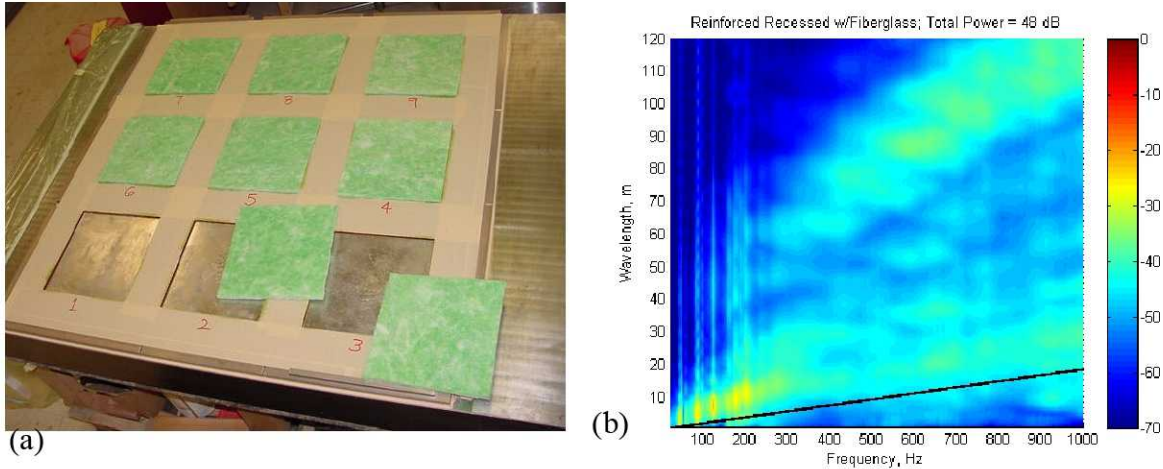 7 8 9
6 5 4
1 2 3
(a)
Reinforced Recessed w/Fiberglass; Total Power = 48 dB
120
110
100
90
80
70
60
50
40
30
20
10
Wavelength, m
100 200 300 400 500 600 700 800 900 1000
Frequency, Hz
0
-10
-20
-30
-40
-50
-60
-70
(b)